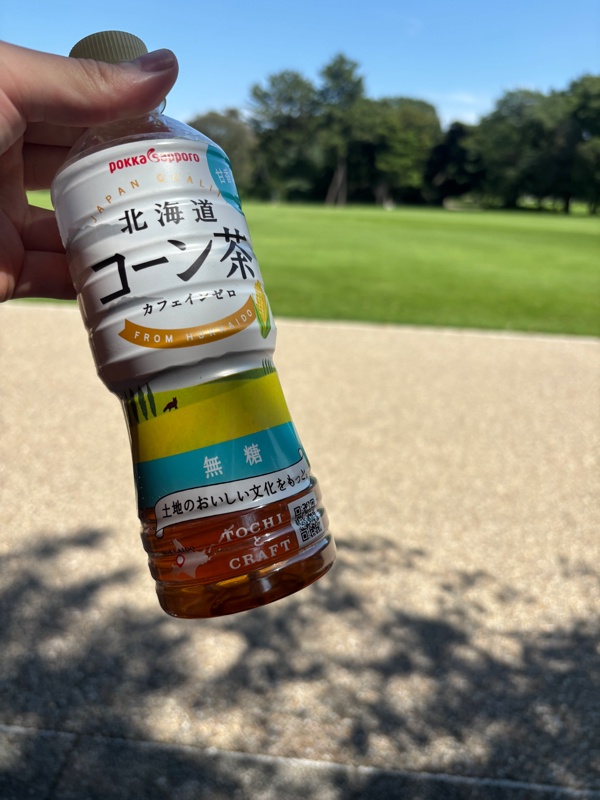 pokka sapporo
JAPAN QUALITY
北海道
コーン茶
カフェインゼロ
FROM HOKKAIDO
無糖
土地のおいしい文化をもっと。
TOCHI
と
CRAFT